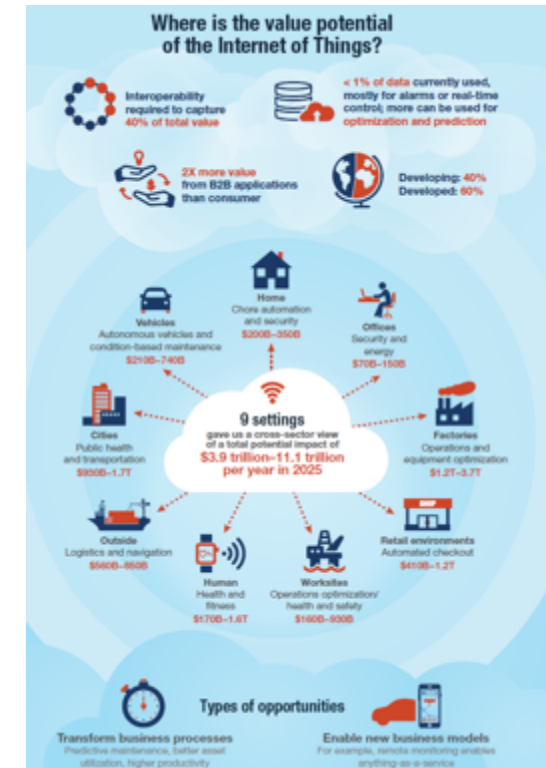 Where is the value potential
of the Internet of Things?
Interoperability
required to capture
40% of total value
< 1% of data currently used,
mostly for alarms or real-time
control; more can be used for
optimization and prediction
2X more value
from B2B applications
than consumer
Developing: 40%
Developed: 60%
Home
Chore automation
and security
$200B–350B
Vehicles
Autonomous vehicles and
condition-based maintenance
$210B–740B
Offices
Security and
energy
$70B–150B
9 settings
gave us a cross-sector view
of a total potential impact of
$3.9 trillion–11.1 trillion
per year in 2025
Cities
Public health
and transportation
$930B–1.7T
Factories
Operations and
equipment optimization
$1.2T–3.7T
Outside
Logistics and navigation
$560B–850B
Retail environments
Automated checkout
$410B–1.2T
Human
Health and
fitness
$170B–1.6T
Worksites
Operations optimization/
health and safety
$160B–930B
Types of opportunities
Transform business processes
Predictive maintenance, better asset
utilization, higher productivity
Enable new business models
For example, remote monitoring enables
anything-as-a-service